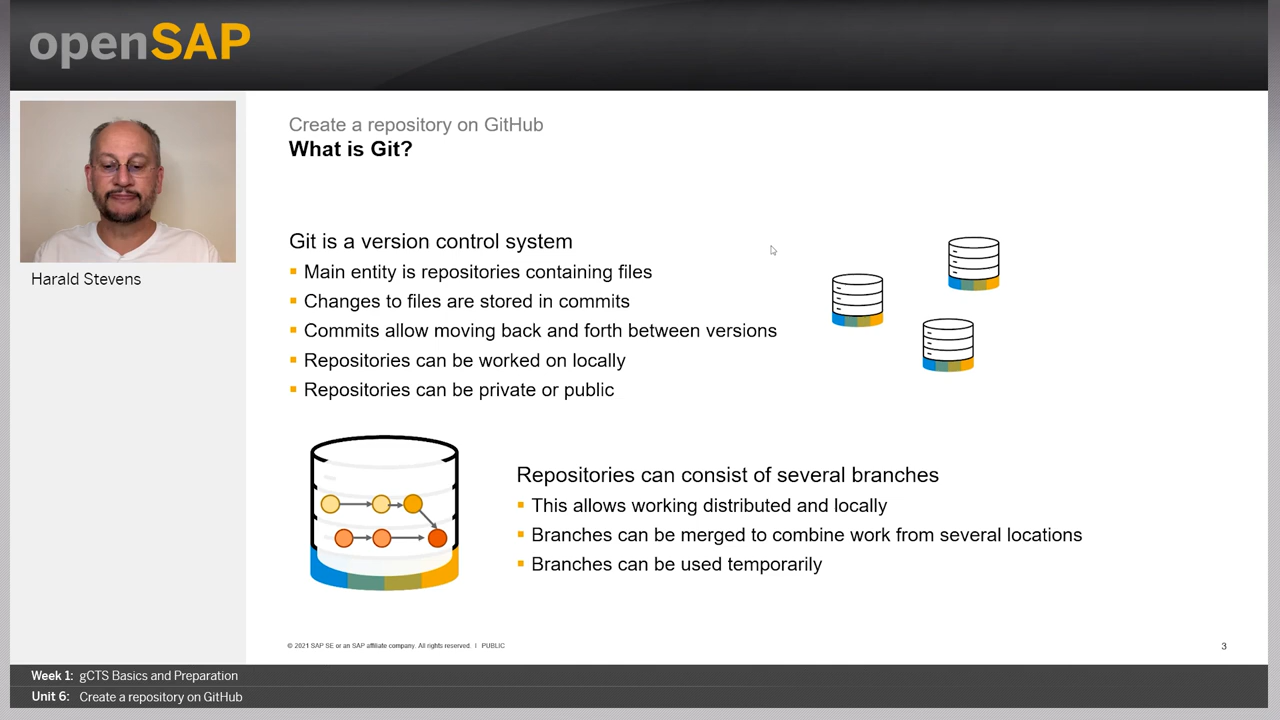 openSAP
Create a repository on GitHub
What is Git?
Harald Stevens
Git is a version control system
Main entity is repositories containing files
Changes to files are stored in commits
Commits allow moving back and forth between versions
Repositories can be worked on locally
Repositories can be private or public
Repositories can consist of several branches
This allows working distributed and locally
Branches can be merged to combine work from several locations
Branches can be used temporarily
© 2021 SAP SE or an SAP affiliate company. All rights reserved. I PUBLIC
3
Week 1: gCTS Basics and Preparation
Unit 6: Create a repository on GitHub